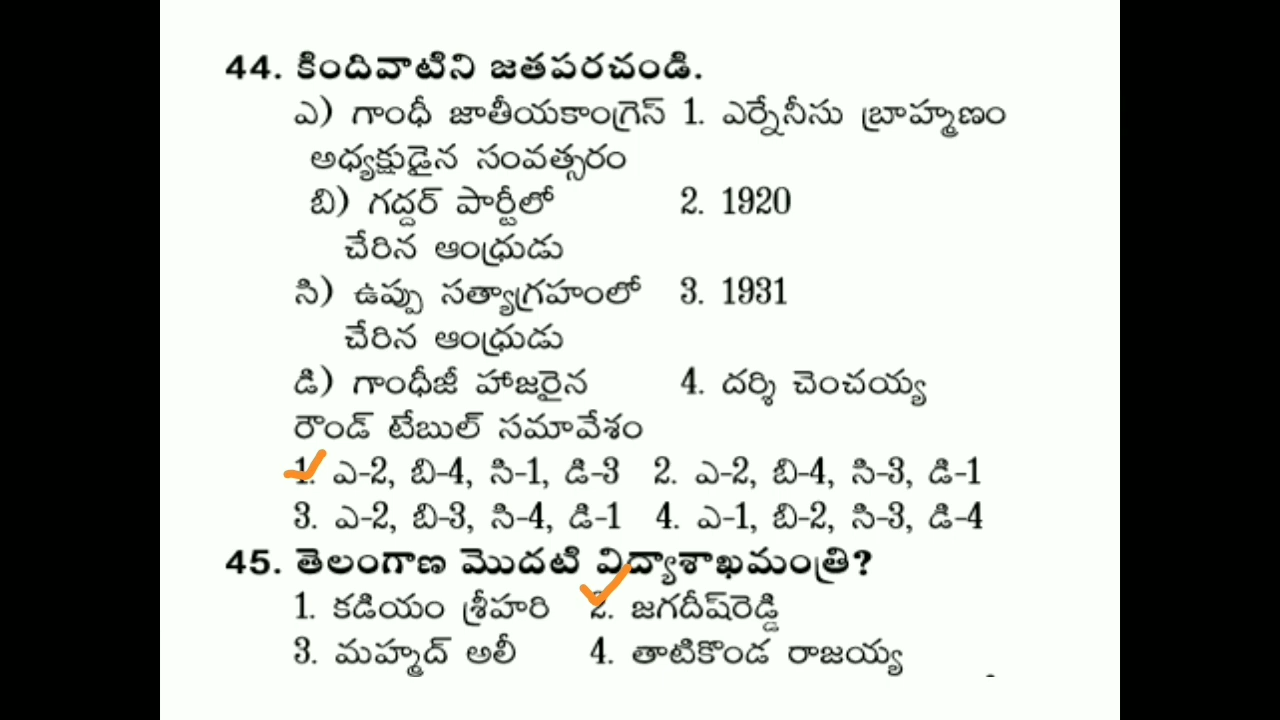 44. కిందివాటిని జతపరచండి.
ఎ) గాంధీ జాతీయకాంగ్రెస్ 1. ఎర్నేనీసు బ్రాహ్మణం
అధ్యక్షుడైన సంవత్సరం
బి) గద్దర్ పార్టీలో 2. 1920
చేరిన ఆంధ్రుడు
సి) ఉప్పు సత్యాగ్రహంలో 3. 1931
చేరిన ఆంధ్రుడు
డి) గాంధీజీ హాజరైన 4. దర్శి చెంచయ్య
రౌండ్ టేబుల్ సమావేశం
1. ఎ-2, బి-4, సి-1, డి-3 2. ఎ-2, బి-4, సి-3, డి-1
3. ఎ-2, బి-3, సి-4, డి-1 4. ఎ-1, బి-2, సి-3, డి-4
45. తెలంగాణ మొదటి విద్యాశాఖమంత్రి?
1. కడియం శ్రీహరి 2. జగదీష్‌రెడ్డి
3. మహ్మద్ అలీ 4. తాటికొండ రాజయ్య